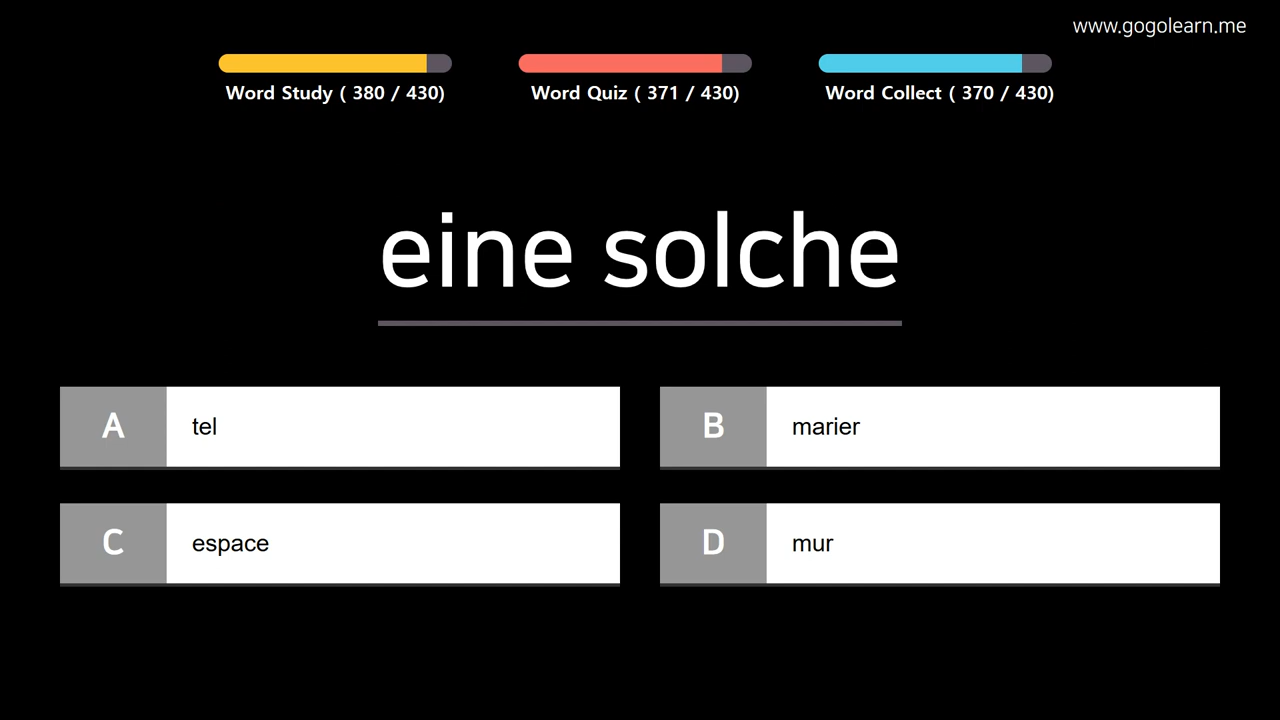 www.gogolearn.me
Word Study ( 380 / 430)
Word Quiz ( 371 / 430)
Word Collect ( 370 / 430)
eine solche
A tel
B marier
C espace
D mur